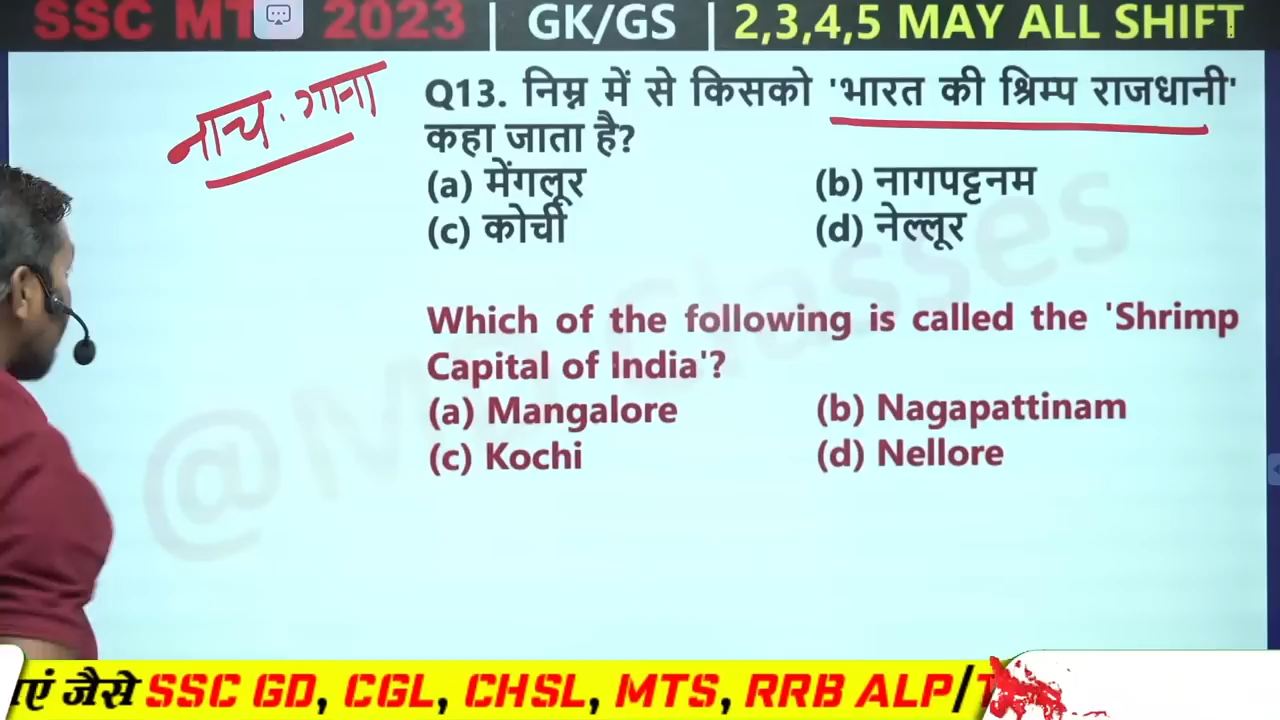 SSC MT 2023 | GK/GS | 2,3,4,5 MAY ALL SHIFT
नाच. गाना
Q13. निम्न में से किसको 'भारत की श्रिम्प राजधानी'
कहा जाता है?
(a) मेंगलूर (b) नागपट्टनम
(c) कोची (d) नेल्लूर
Which of the following is called the 'Shrimp
Capital of India'?
(a) Mangalore (b) Nagapattinam
(c) Kochi (d) Nellore
@MD Classes
एं जैसे SSC GD, CGL, CHSL, MTS, RRB ALP/T